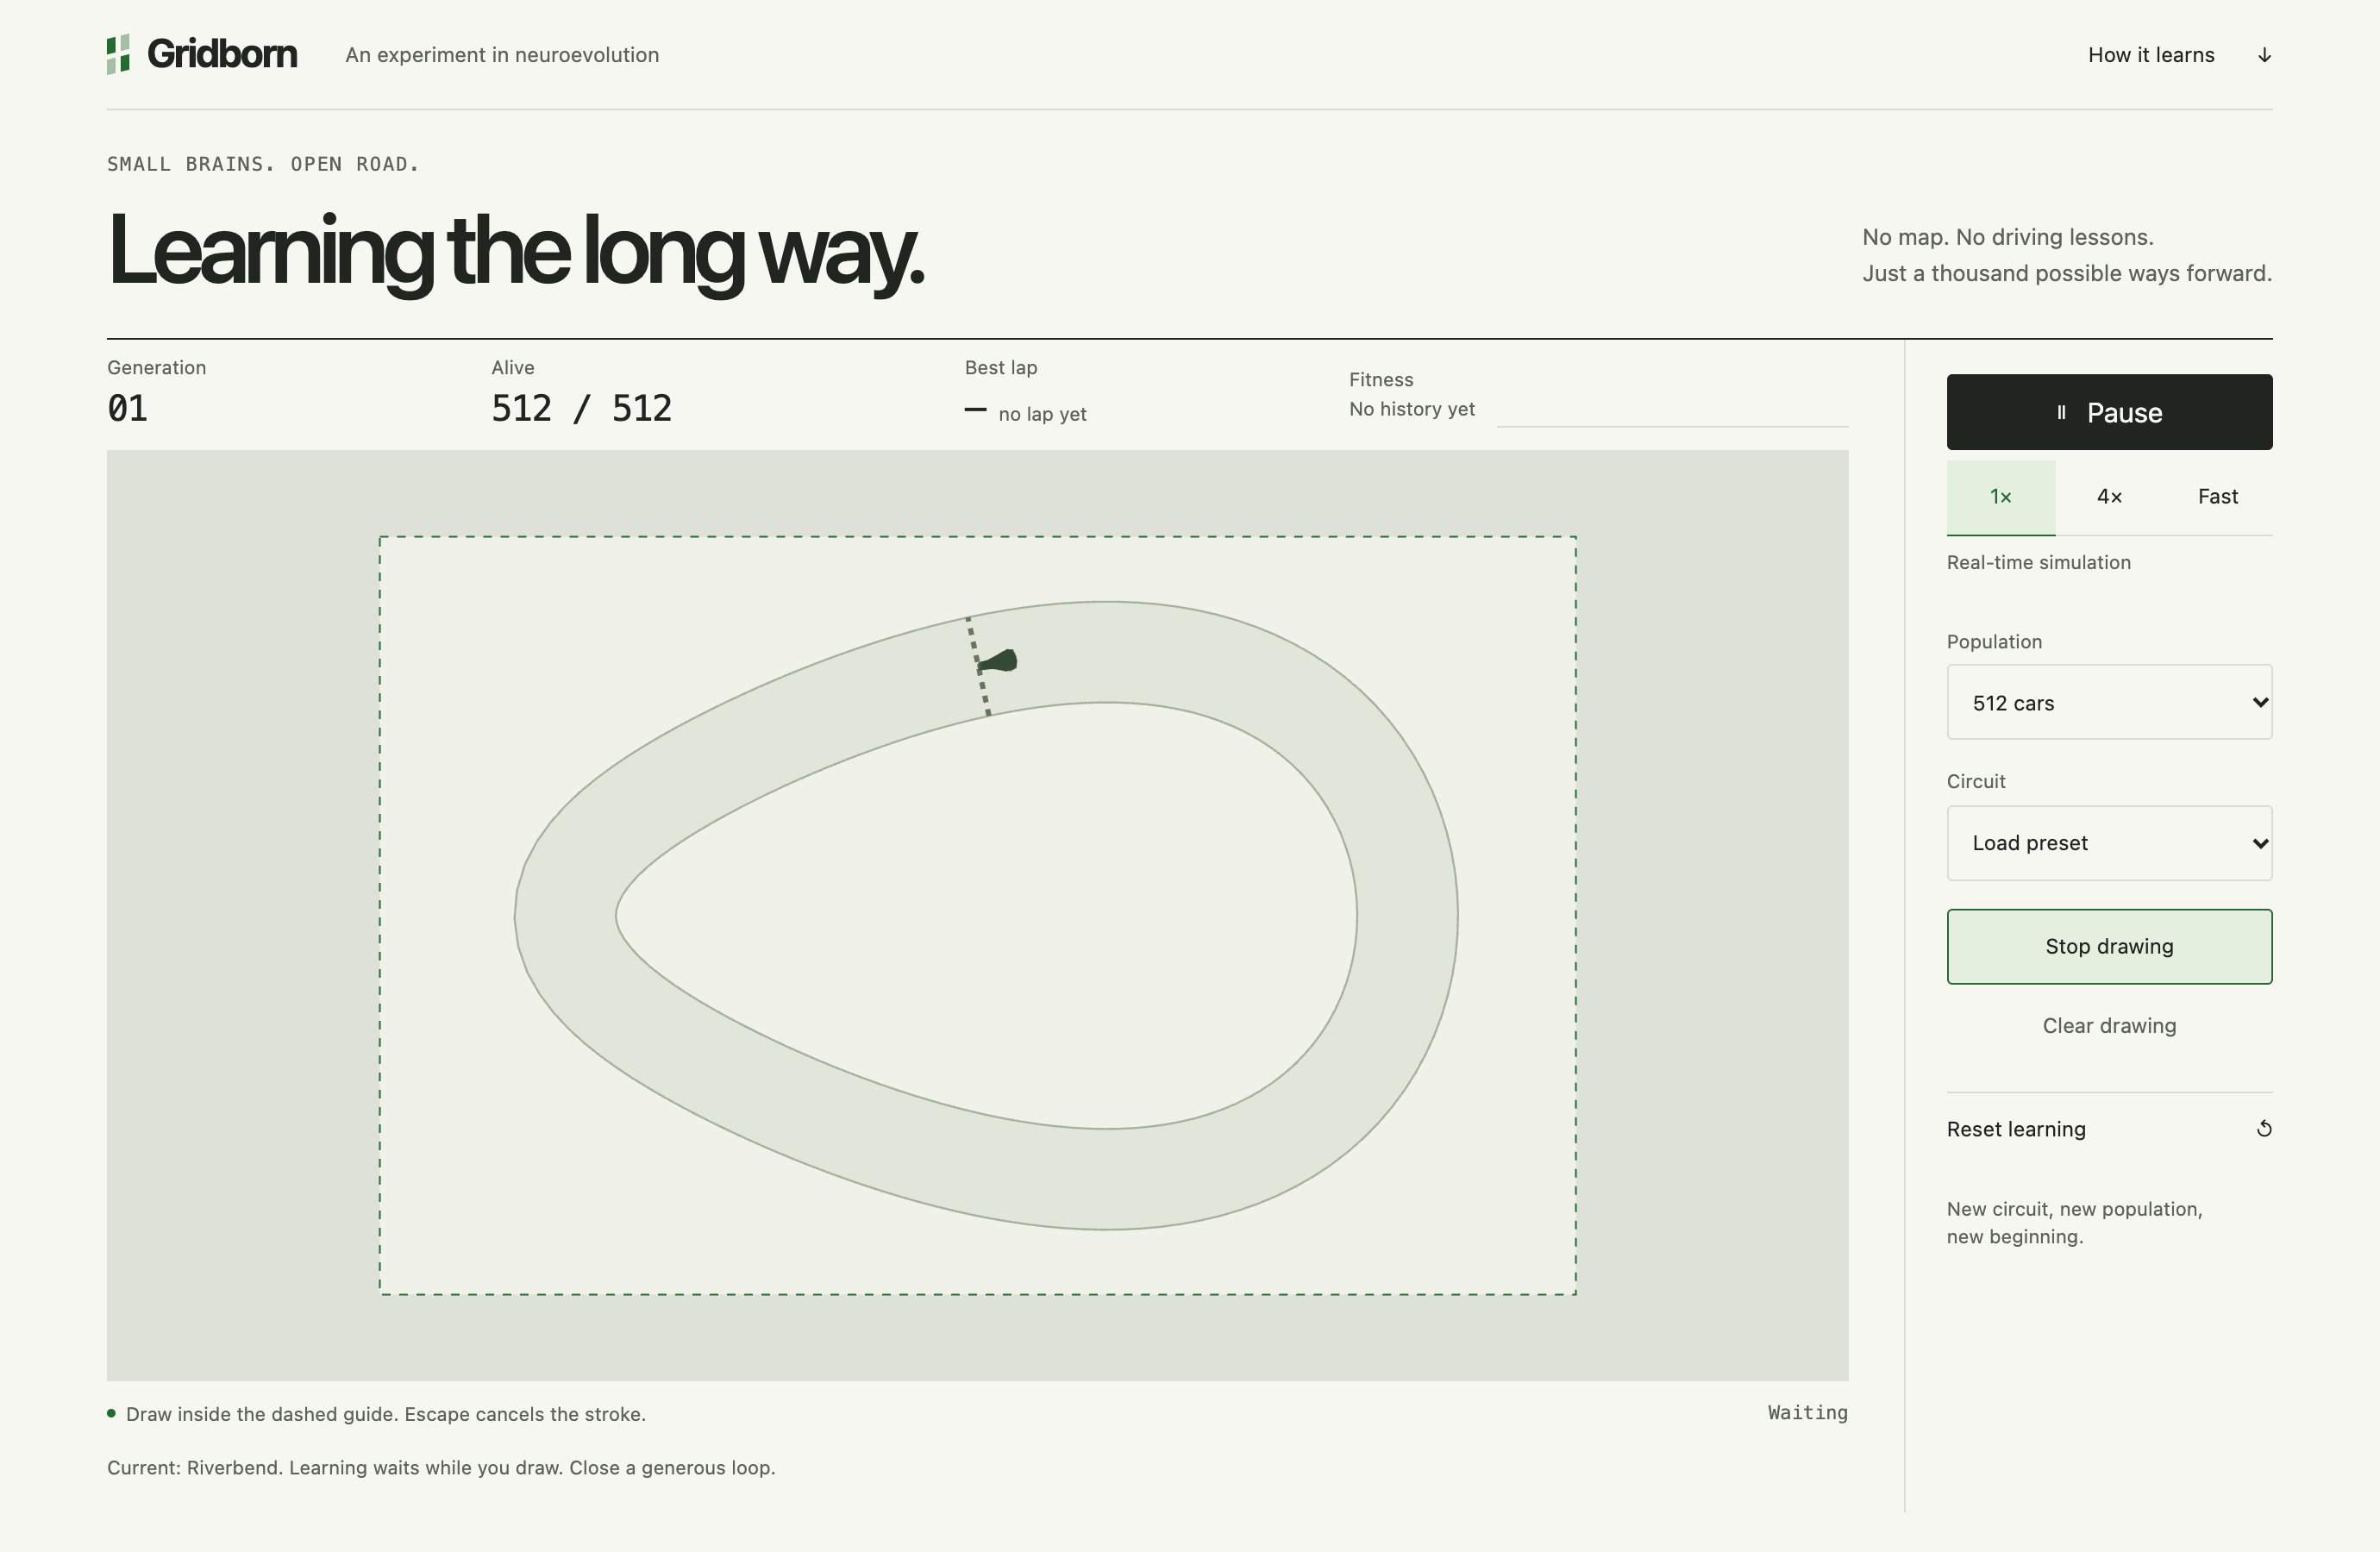 Gridborn
An experiment in neuroevolution
How it learns ↓
SMALL BRAINS. OPEN ROAD.
Learning the long way.
No map. No driving lessons.
Just a thousand possible ways forward.
Generation
01
Alive
512 / 512
Best lap
— no lap yet
Fitness
No history yet
Pause
1× 4× Fast
Real-time simulation
Population
512 cars
Circuit
Load preset
Stop drawing
Clear drawing
Reset learning
New circuit, new population,
new beginning.
Draw inside the dashed guide. Escape cancels the stroke.
Waiting
Current: Riverbend. Learning waits while you draw. Close a generous loop.